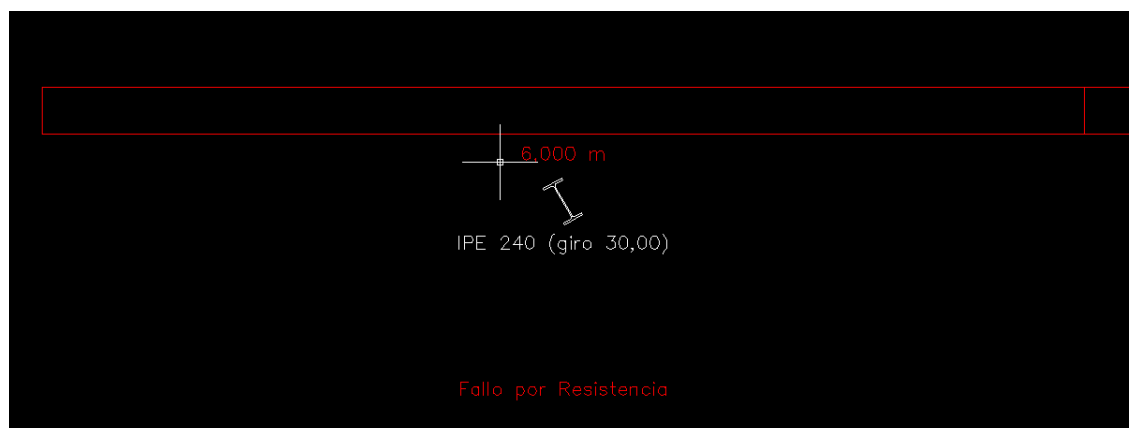 6.000 m
IPE 240 (giro 30,00)
Fallo por Resistencia